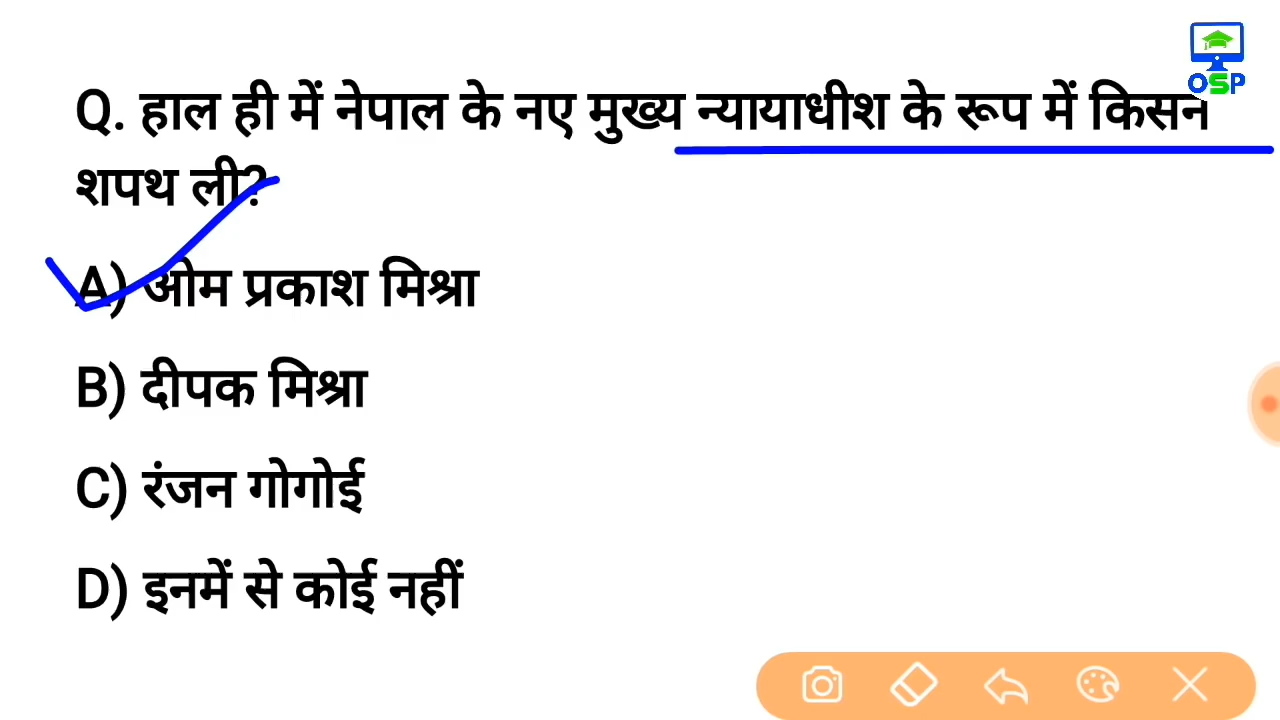 OSP
Q. हाल ही में नेपाल के नए मुख्य न्यायाधीश के रूप में किसने
शपथ ली?
A) ओम प्रकाश मिश्रा
B) दीपक मिश्रा
C) रंजन गोगोई
D) इनमें से कोई नहीं